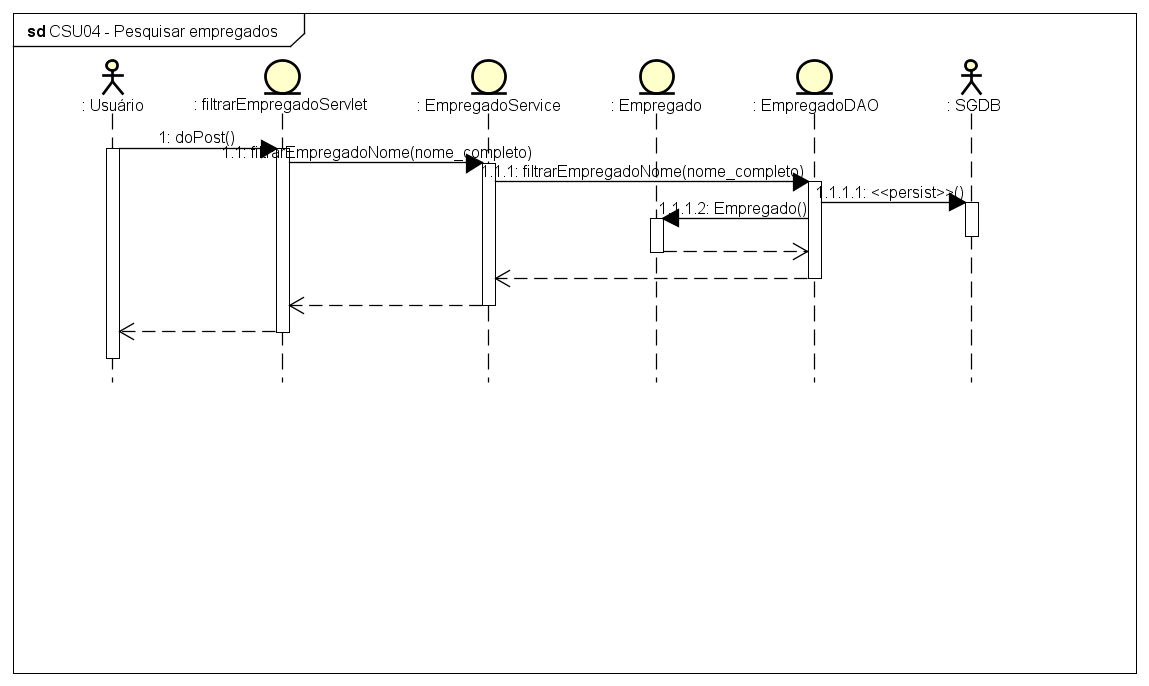 sd CSU04 - Pesquisar empregados
: Usuário
: filtrarEmpregadoServlet
: EmpregadoService
: Empregado
: EmpregadoDAO
: SGDB
1: doPost()
1.1: filtrarEmpregadoNome(nome_completo)
1.1.1: filtrarEmpregadoNome(nome_completo)
1.1.1.1: <<persist>>()
1.1.1.2: Empregado()